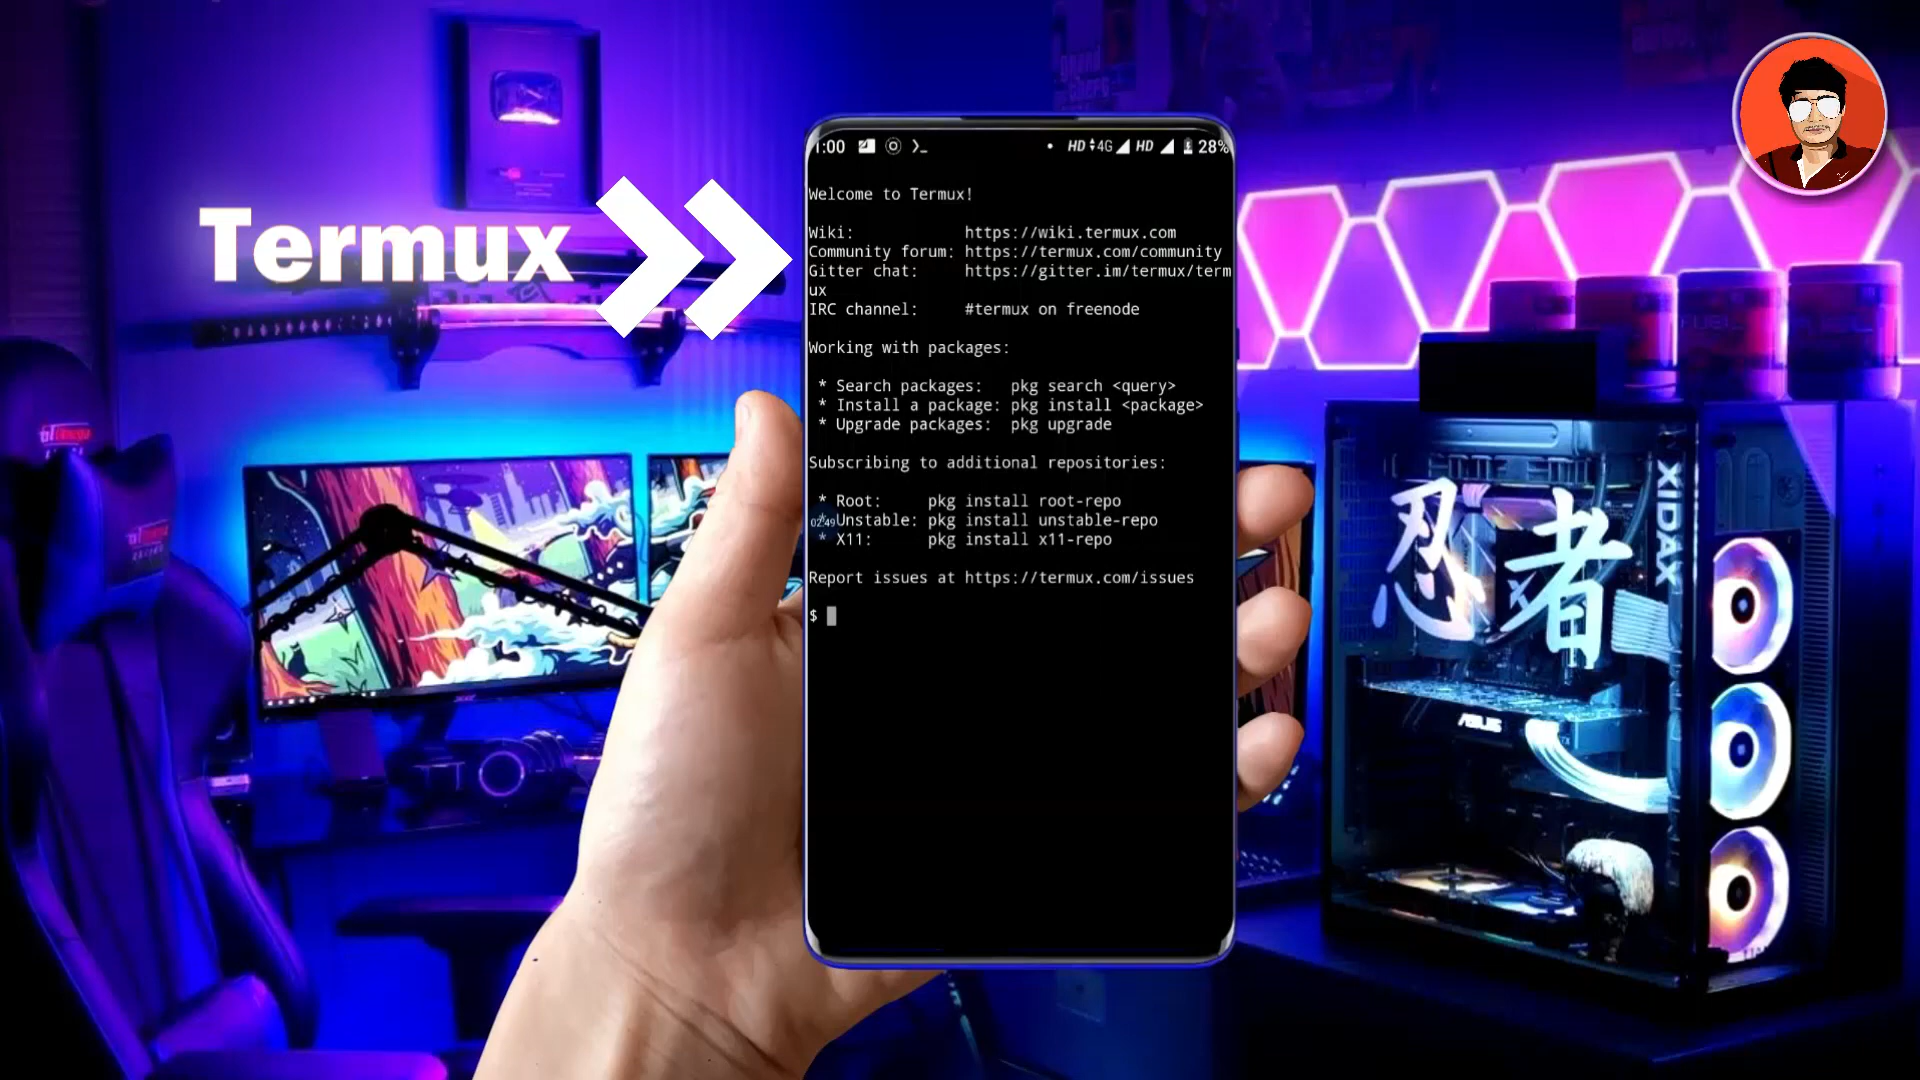 Termux
1:00 HD 4G HD 28%
Welcome to Termux!
Wiki: https://wiki.termux.com
Community forum: https://termux.com/community
Gitter chat: https://gitter.im/termux/term
ux
IRC channel: #termux on freenode
Working with packages:
* Search packages: pkg search <query>
* Install a package: pkg install <package>
* Upgrade packages: pkg upgrade
Subscribing to additional repositories:
* Root: pkg install root-repo
* Unstable: pkg install unstable-repo
02:49
* X11: pkg install x11-repo
Report issues at https://termux.com/issues
$
XIDAX
忍者
ASUS